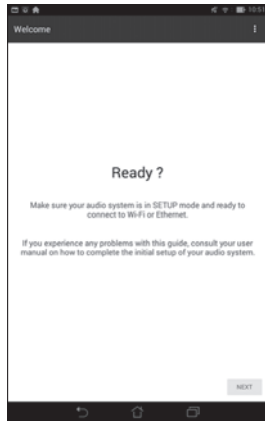 10:51
Welcome
Ready ?
Make sure your audio system is in SETUP mode and ready to
connect to Wi-Fi or Ethernet.
If you experience any problems with this guide, consult your user
manual on how to complete the initial setup of your audio system.
NEXT